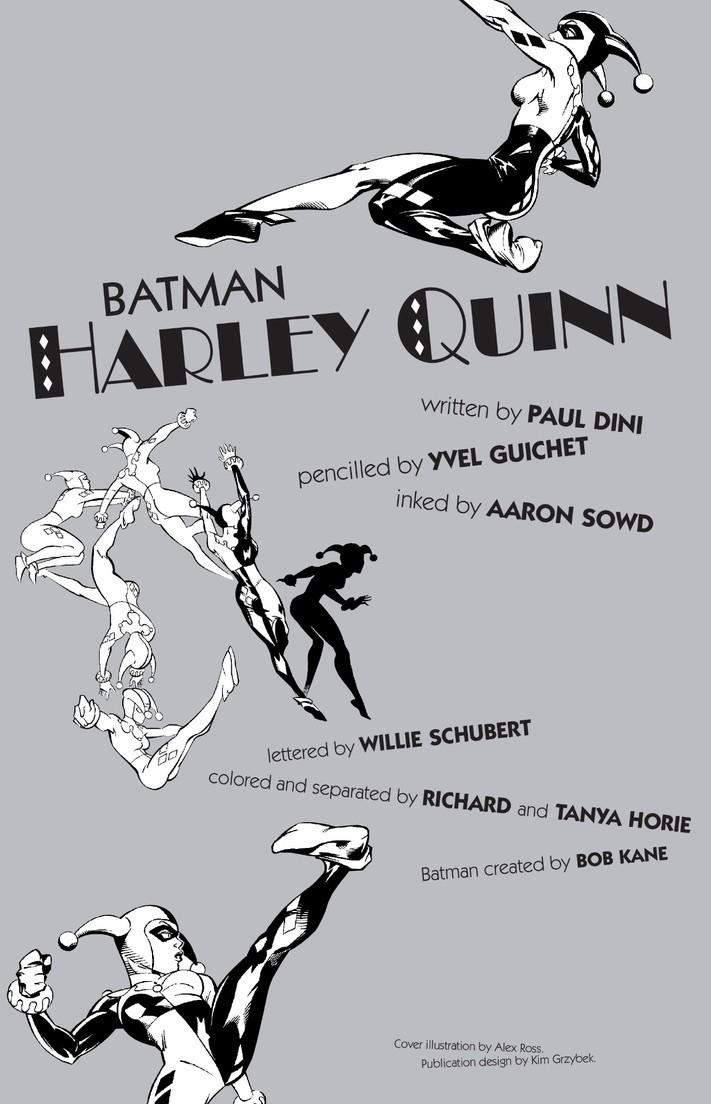 BATMAN
HARLEY QUINN
written by PAUL DINI
pencilled by YVEL GUICHET
inked by AARON SOWD
lettered by WILLIE SCHUBERT
colored and separated by RICHARD and TANYA HORIE
Batman created by BOB KANE
Cover illustration by Alex Ross.
Publication design by Kim Grzybek.